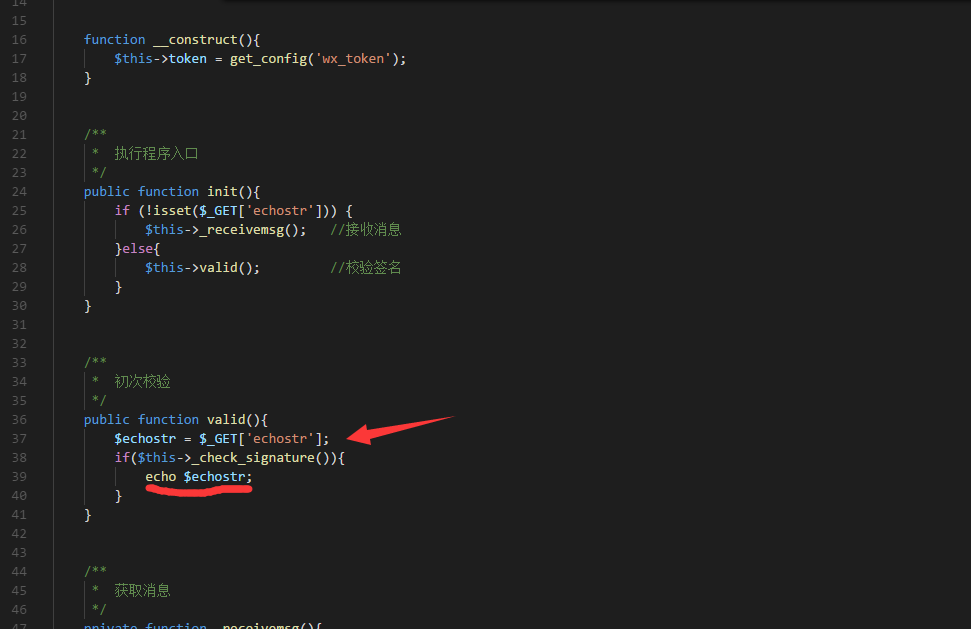 14
15
16 function __construct(){
17 $this->token = get_config('wx_token');
18 }
19
20
21 /**
22 * 执行程序入口
23 */
24 public function init(){
25 if (!isset($_GET['echostr'])) {
26 $this->_receivemsg(); //接收消息
27 }else{
28 $this->valid(); //校验签名
29 }
30 }
31
32
33 /**
34 * 初次校验
35 */
36 public function valid(){
37 $echostr = $_GET['echostr'];
38 if($this->_check_signature()){
39 echo $echostr;
40 }
41 }
42
43
44 /**
45 * 获取消息
46 */
47 private function _receivemsg(){